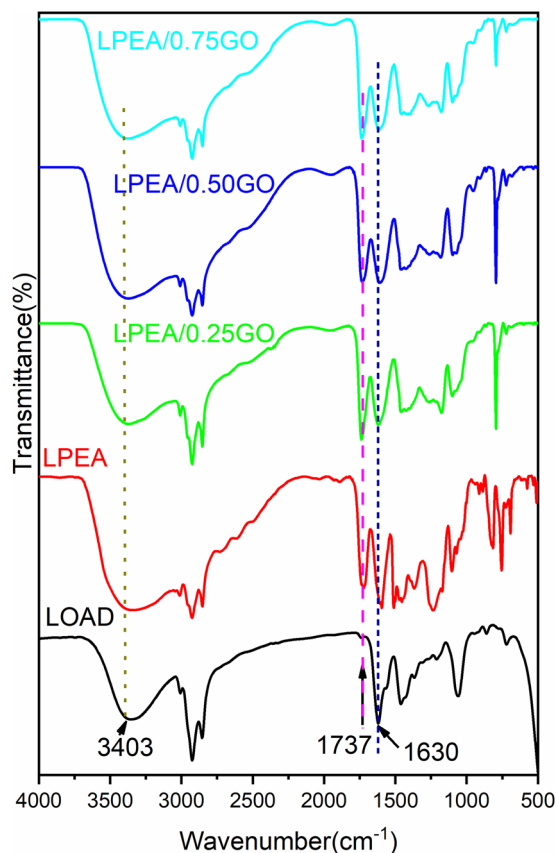 LPEA/0.75GO
LPEA/0.50GO
LPEA/0.25GO
LPEA
LOAD
3403
1737
1630
Transmittance(%)
4000 3500 3000 2500 2000 1500 1000 500
Wavenumber(cm⁻¹)